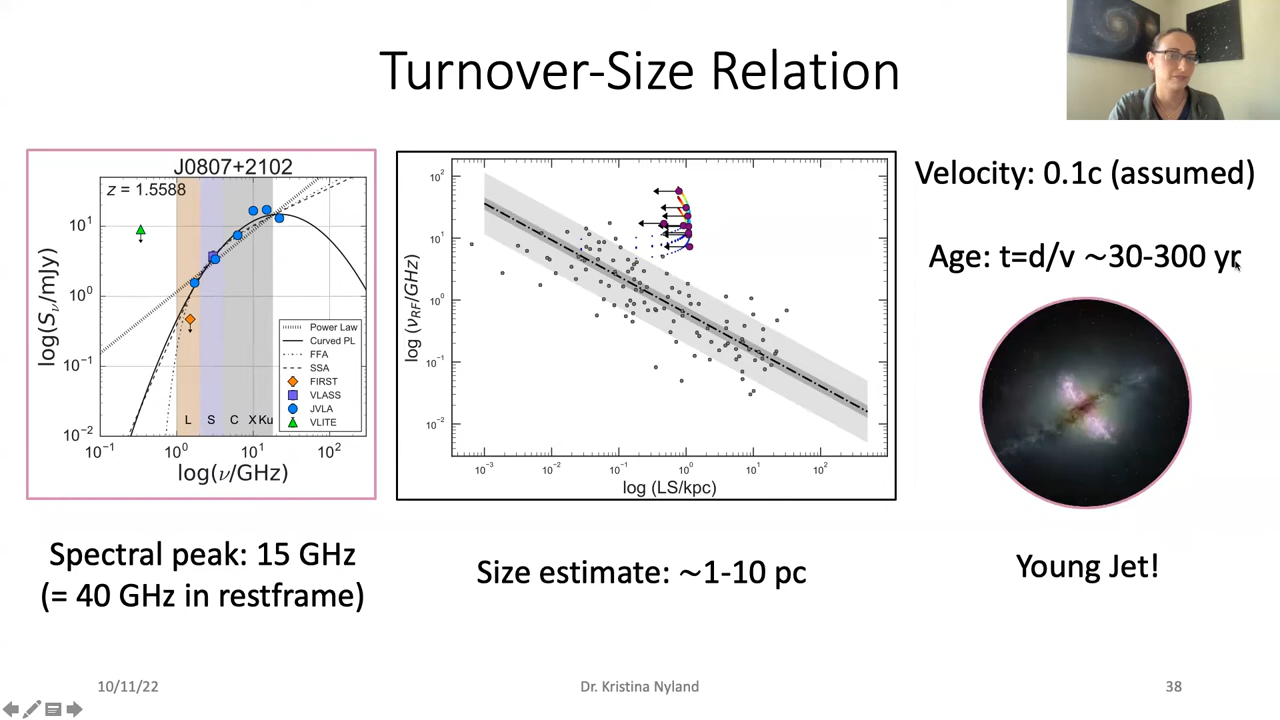 Turnover-Size Relation
J0807+2102
z = 1.5588
log(Sν/mJy)
10¹
10⁰
10⁻¹
10⁻²
L S C X Ku
Power Law
Curved PL
FFA
SSA
FIRST
VLASS
JVLA
VLITE
10⁻¹ 10⁰ 10¹ 10²
log(ν/GHz)
Spectral peak: 15 GHz
(= 40 GHz in restframe)
log (νRF/GHz)
10²
10¹
10⁰
10⁻¹
10⁻²
10⁻³ 10⁻² 10⁻¹ 10⁰ 10¹ 10²
log (LS/kpc)
Size estimate: ~1-10 pc
Velocity: 0.1c (assumed)
Age: t=d/v ~30-300 yr
Young Jet!
10/11/22
Dr. Kristina Nyland
38